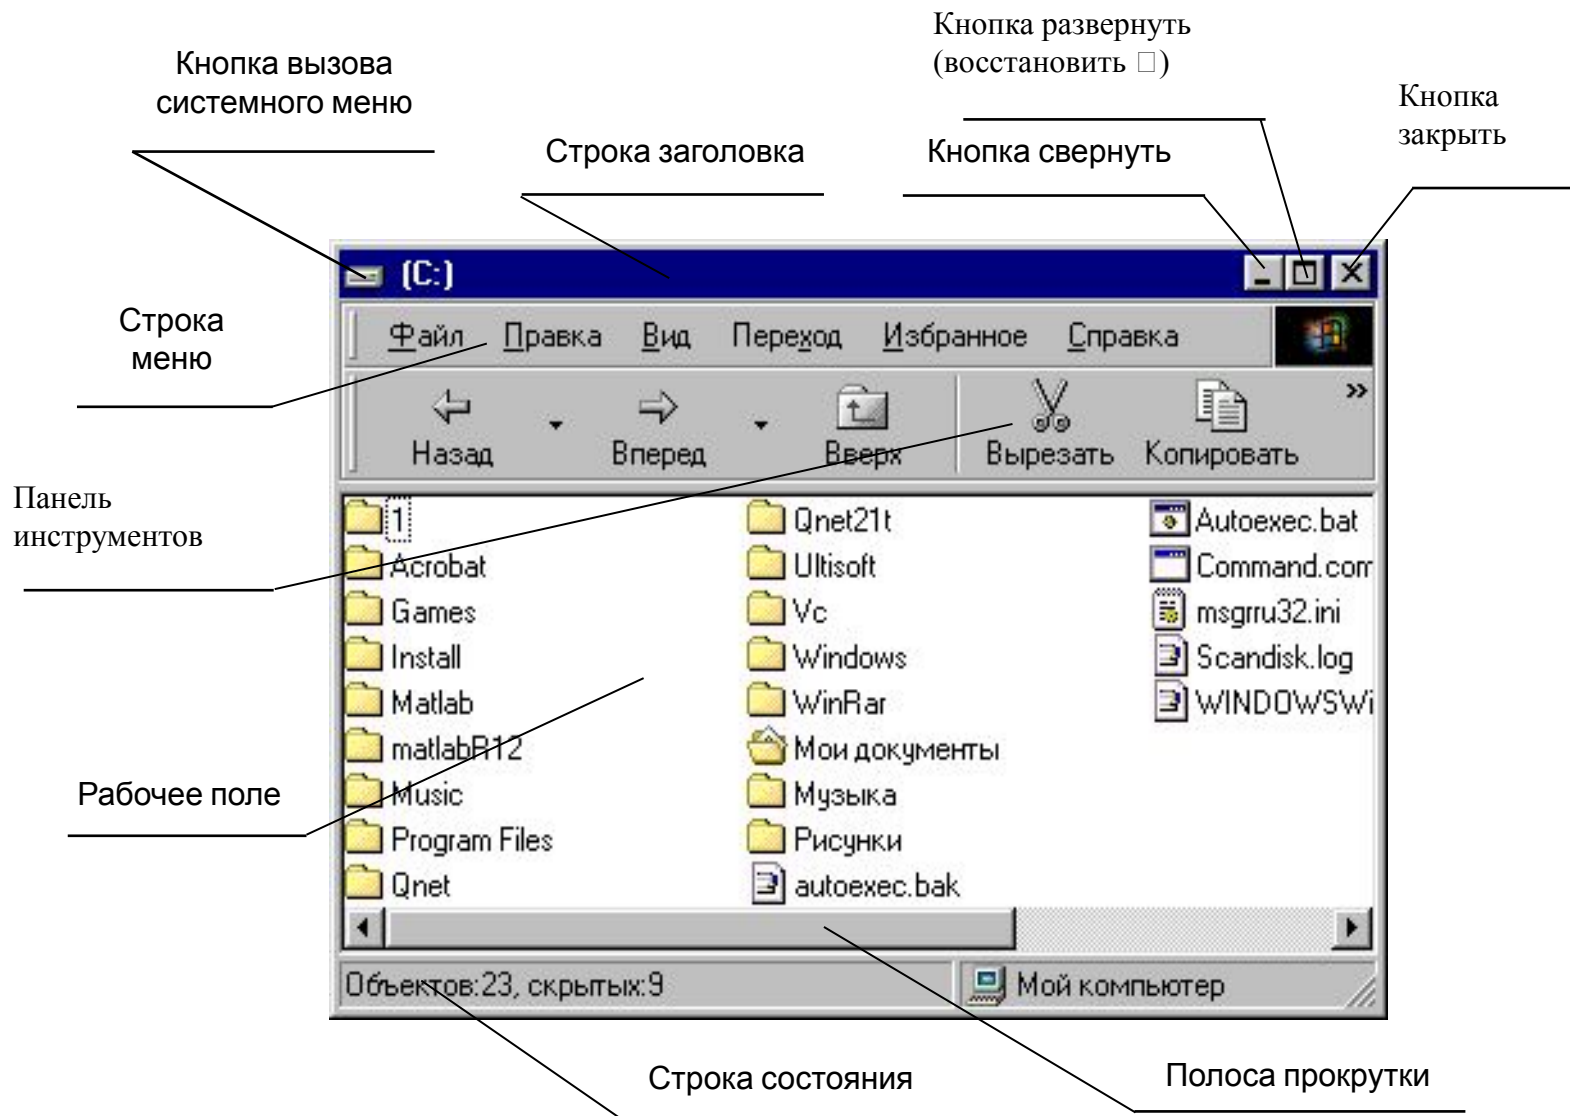 Кнопка развернуть
(восстановить □)
Кнопка вызова
системного меню
Кнопка
закрыть
Строка заголовка
Кнопка свернуть
(C:)
Строка
меню
Файл Правка Вид Переход Избранное Справка
»
Назад Вперед Вверх Вырезать Копировать
Панель
инструментов
1 Qnet21t Autoexec.bat
Acrobat Ultisoft Command.com
Games Vc msgrru32.ini
Install Windows Scandisk.log
Matlab WinRar WINDOWSWi
matlabR12 Мои документы
Рабочее поле
Music Музыка
Program Files Рисунки
Qnet autoexec.bak
Объектов:23, скрытых:9 Мой компьютер
Строка состояния
Полоса прокрутки